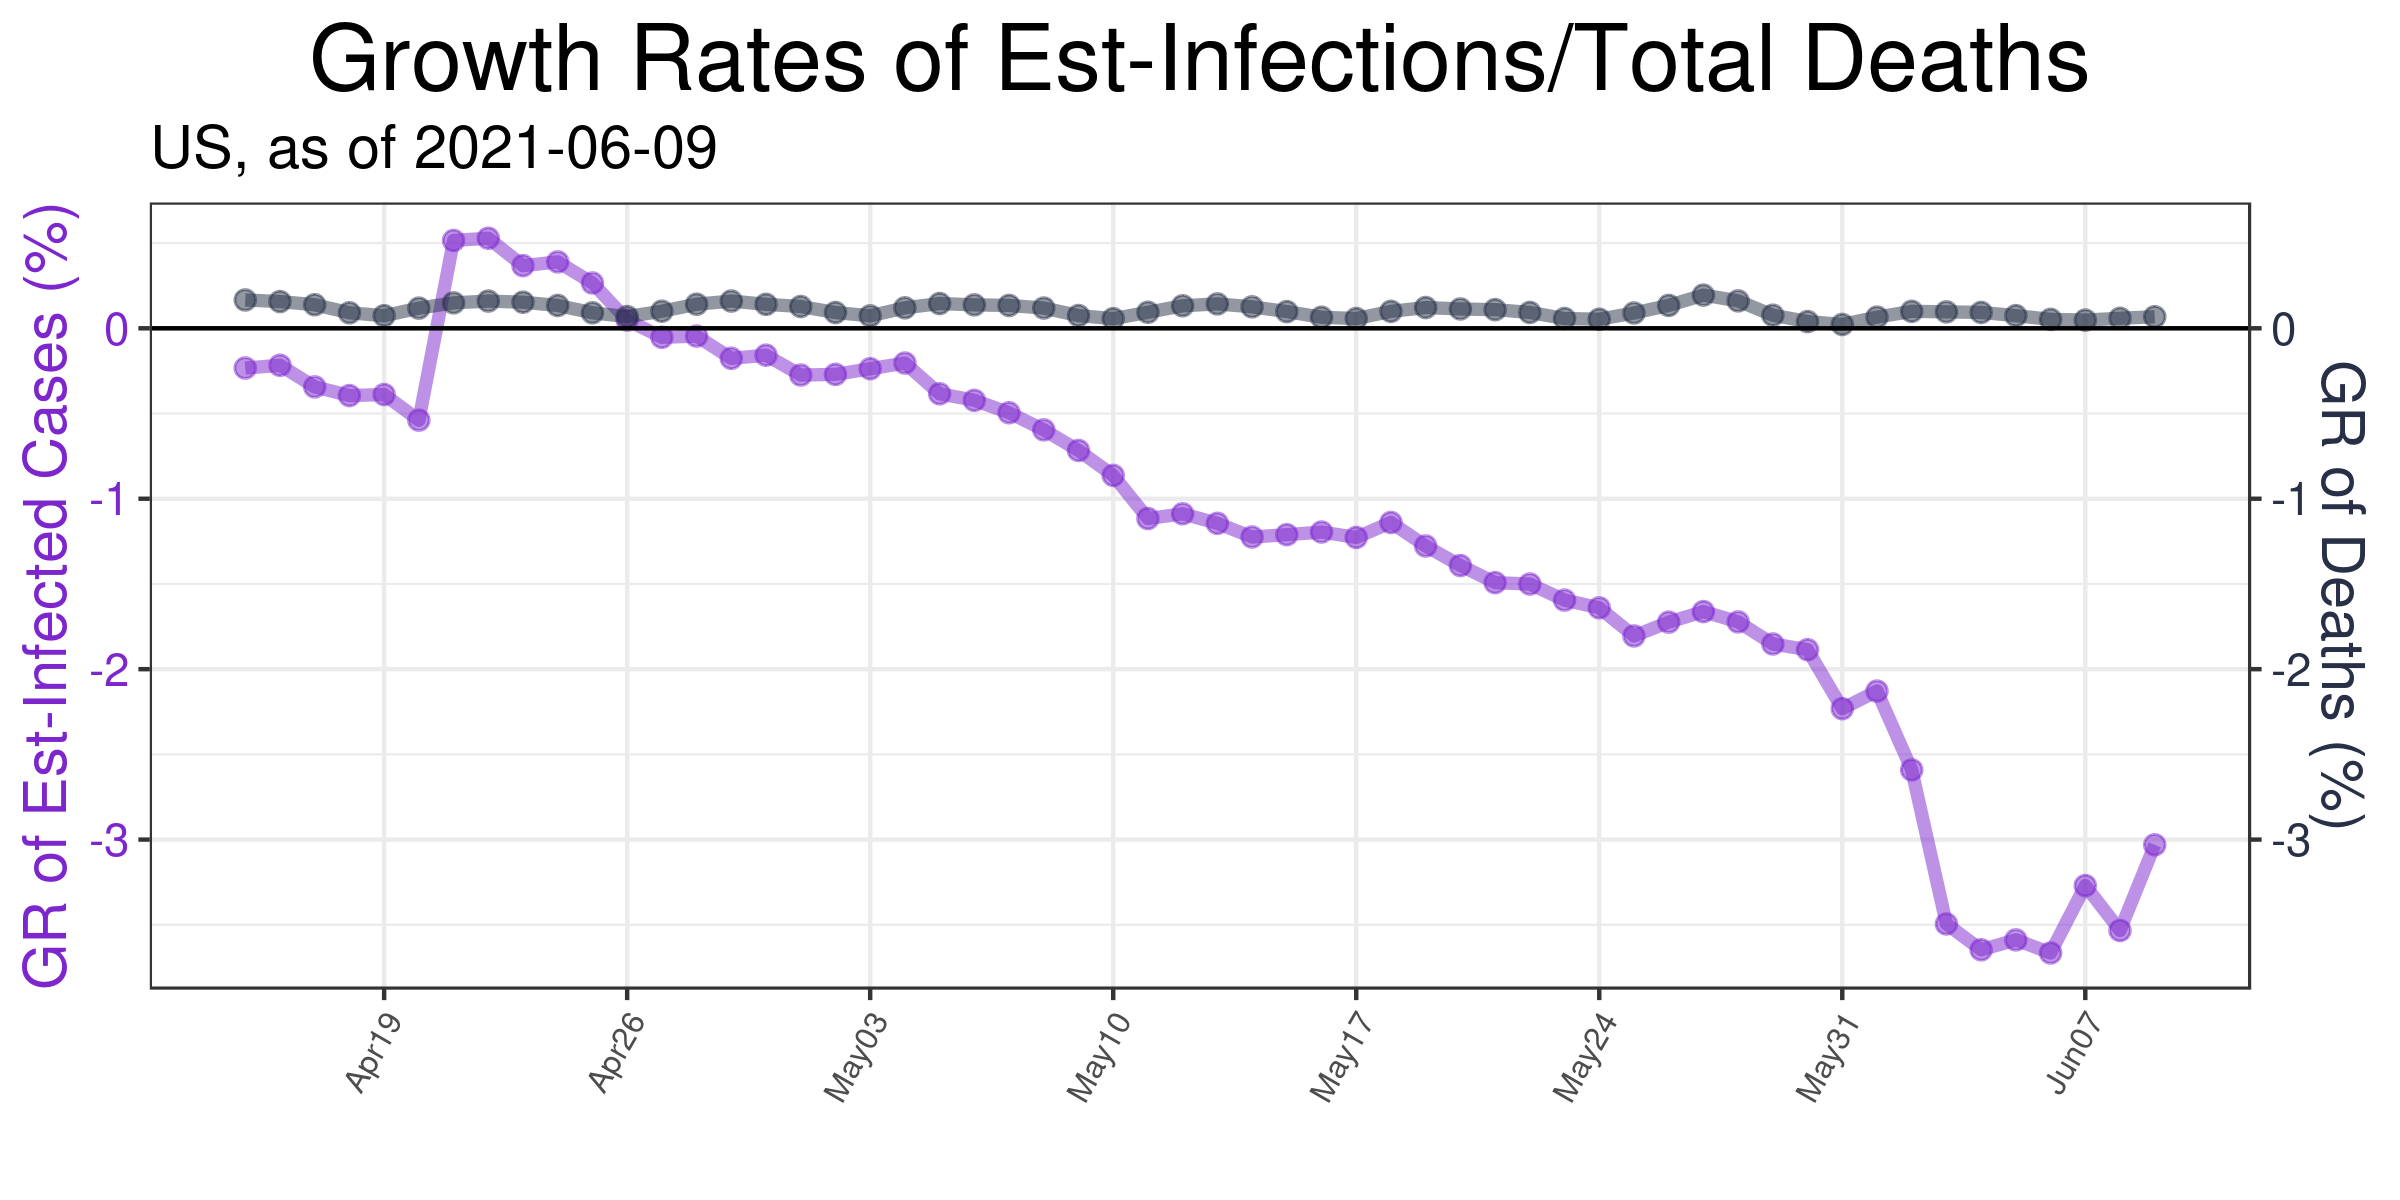 Growth Rates of Est-Infections/Total Deaths
US, as of 2021-06-09
GR of Est-Infected Cases (%)
0
-1
-2
-3
0
-1
-2
-3
GR of Deaths (%)
Apr19
Apr26
May03
May10
May17
May24
May31
Jun07